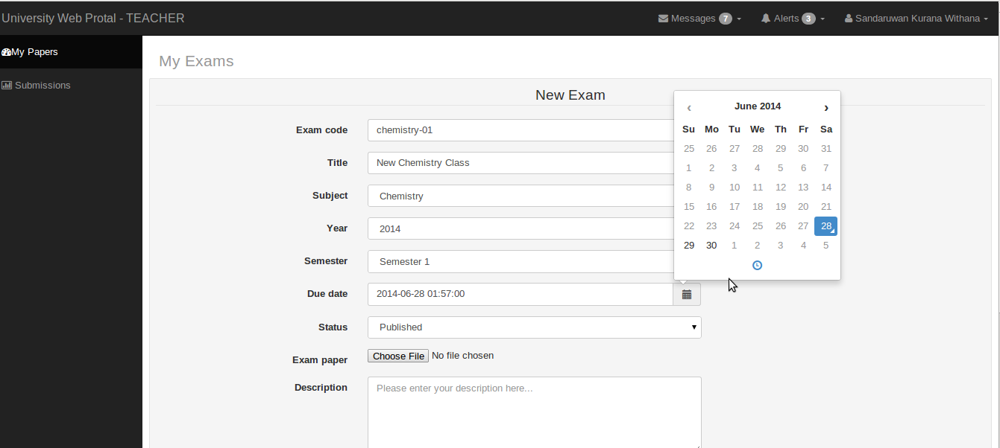 University Web Protal - TEACHER
Messages 7
Alerts 3
Sandaruwan Kurana Withana
My Papers
Submissions
My Exams
New Exam
Exam code
chemistry-01
Title
New Chemistry Class
Subject
Chemistry
Year
2014
Semester
Semester 1
Due date
2014-06-28 01:57:00
Status
Published
Exam paper
Choose File No file chosen
Description
Please enter your description here...
‹ June 2014 ›
Su Mo Tu We Th Fr Sa
25 26 27 28 29 30 31
1 2 3 4 5 6 7
8 9 10 11 12 13 14
15 16 17 18 19 20 21
22 23 24 25 26 27 28
29 30 1 2 3 4 5